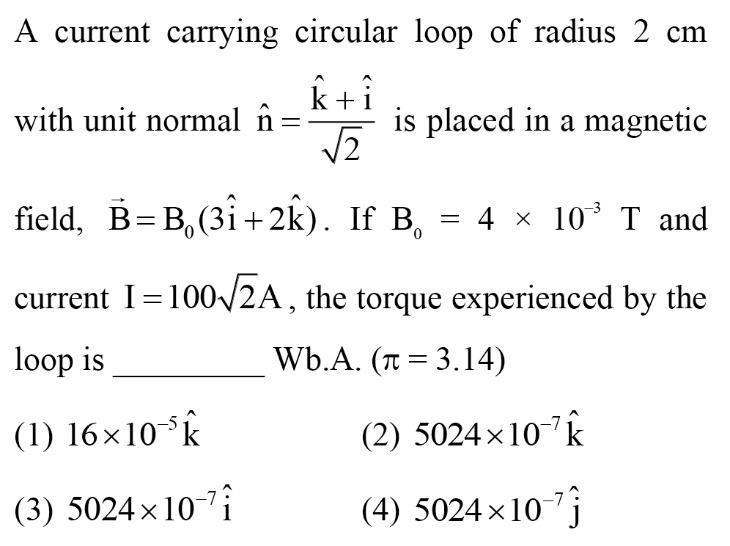 A current carrying circular loop of radius 2 cm
with unit normal n̂ = (k̂ + î)/√2 is placed in a magnetic
field, B⃗ = B₀(3î + 2k̂). If B₀ = 4 × 10⁻³ T and
current I = 100√2A, the torque experienced by the
loop is _________ Wb.A. (π = 3.14)
(1) 16×10⁻⁵ k̂ (2) 5024×10⁻⁷ k̂
(3) 5024×10⁻⁷ î (4) 5024×10⁻⁷ ĵ